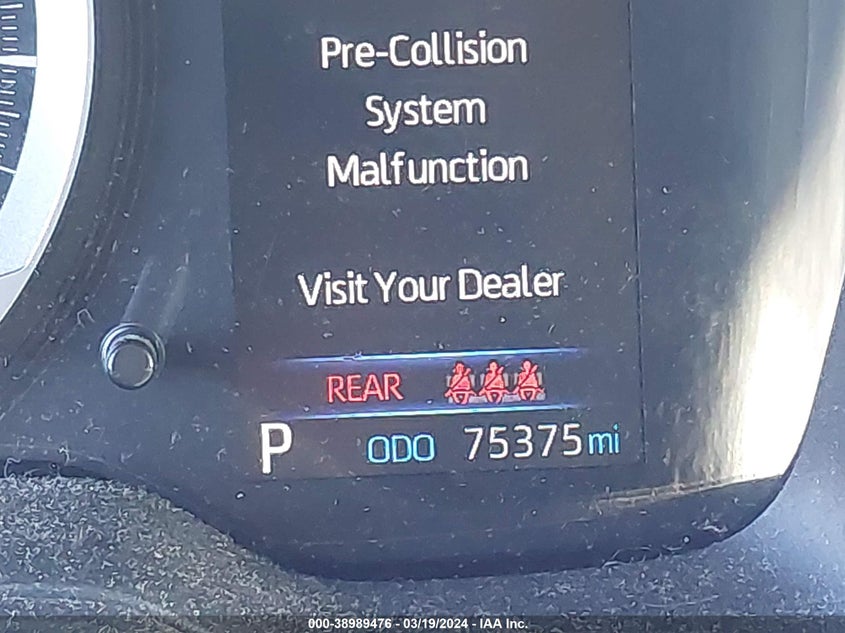 Pre-Collision
System
Malfunction
Visit Your Dealer
REAR
P ODO 75375 mi
000-38989476 - 03/19/2024 - IAA Inc.